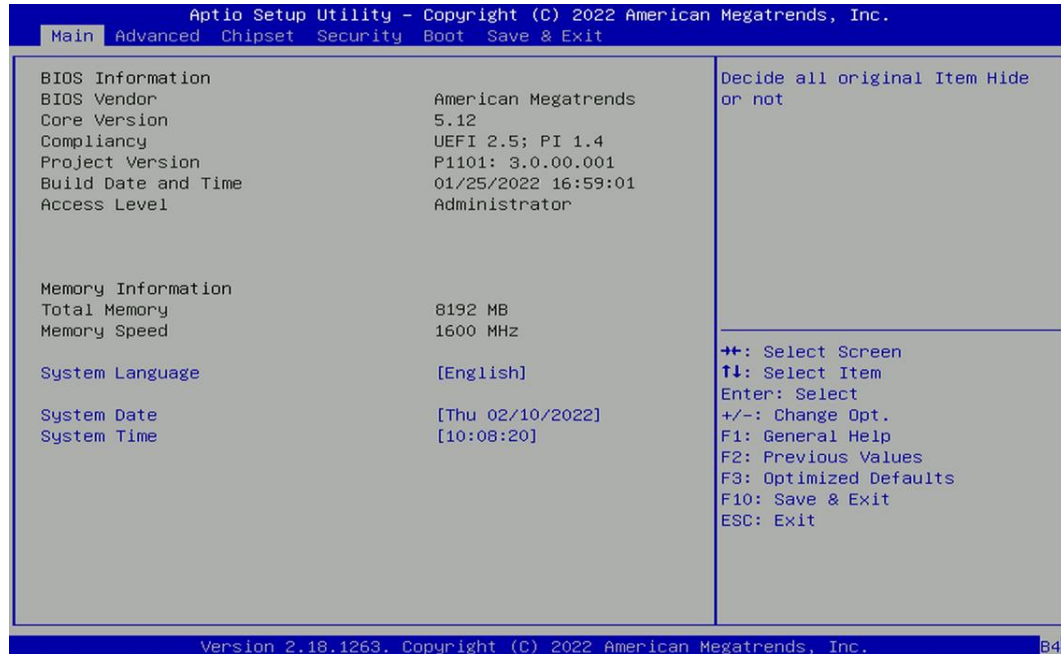 Aptio Setup Utility – Copyright (C) 2022 American Megatrends, Inc.
Main Advanced Chipset Security Boot Save & Exit
BIOS Information
BIOS Vendor American Megatrends
Core Version 5.12
Compliancy UEFI 2.5; PI 1.4
Project Version P1101: 3.0.00.001
Build Date and Time 01/25/2022 16:59:01
Access Level Administrator
Memory Information
Total Memory 8192 MB
Memory Speed 1600 MHz
System Language [English]
System Date [Thu 02/10/2022]
System Time [10:08:20]
Decide all original Item Hide
or not
→←: Select Screen
↑↓: Select Item
Enter: Select
+/-: Change Opt.
F1: General Help
F2: Previous Values
F3: Optimized Defaults
F10: Save & Exit
ESC: Exit
Version 2.18.1263. Copyright (C) 2022 American Megatrends, Inc.
B4